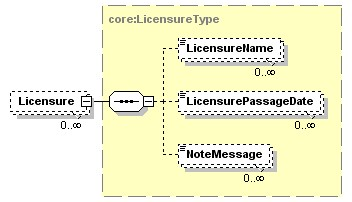 core:LicensureType
LicensureName
0..∞
Licensure
0..∞
LicensurePassageDate
0..∞
NoteMessage
0..∞